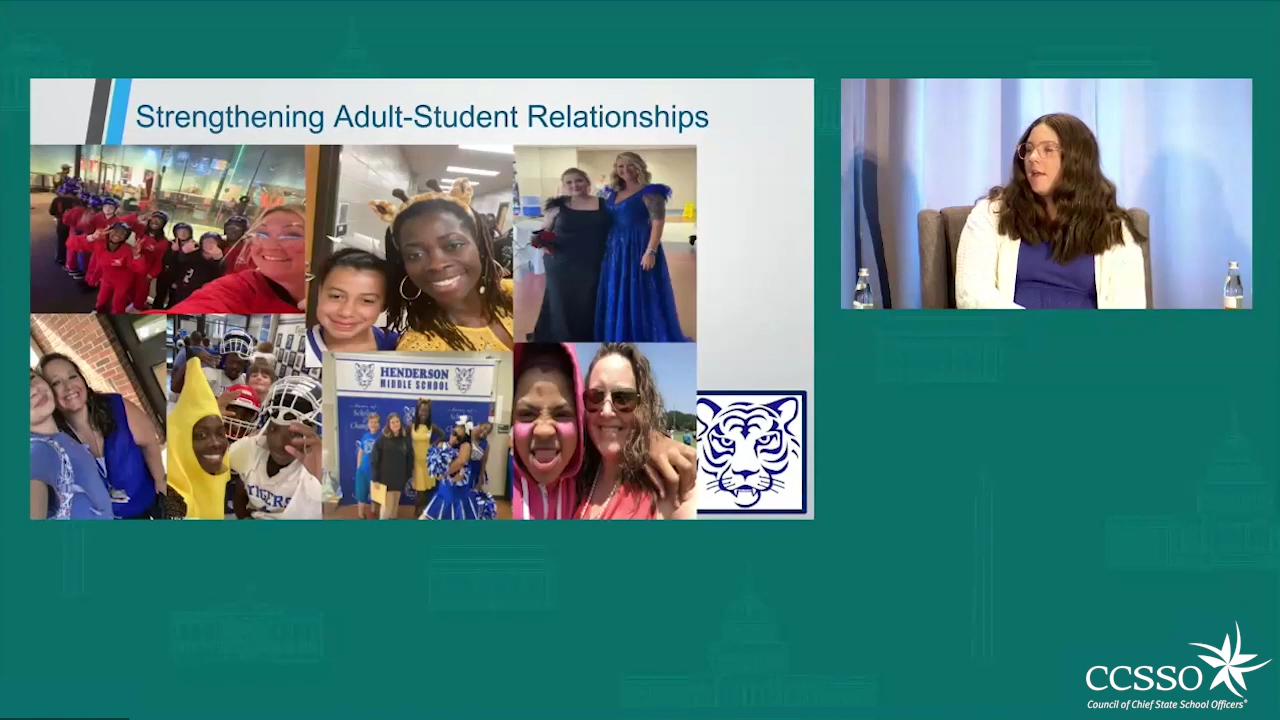 Strengthening Adult-Student Relationships
HENDERSON
MIDDLE SCHOOL
TIGERS
CCSSO
Council of Chief State School Officers®